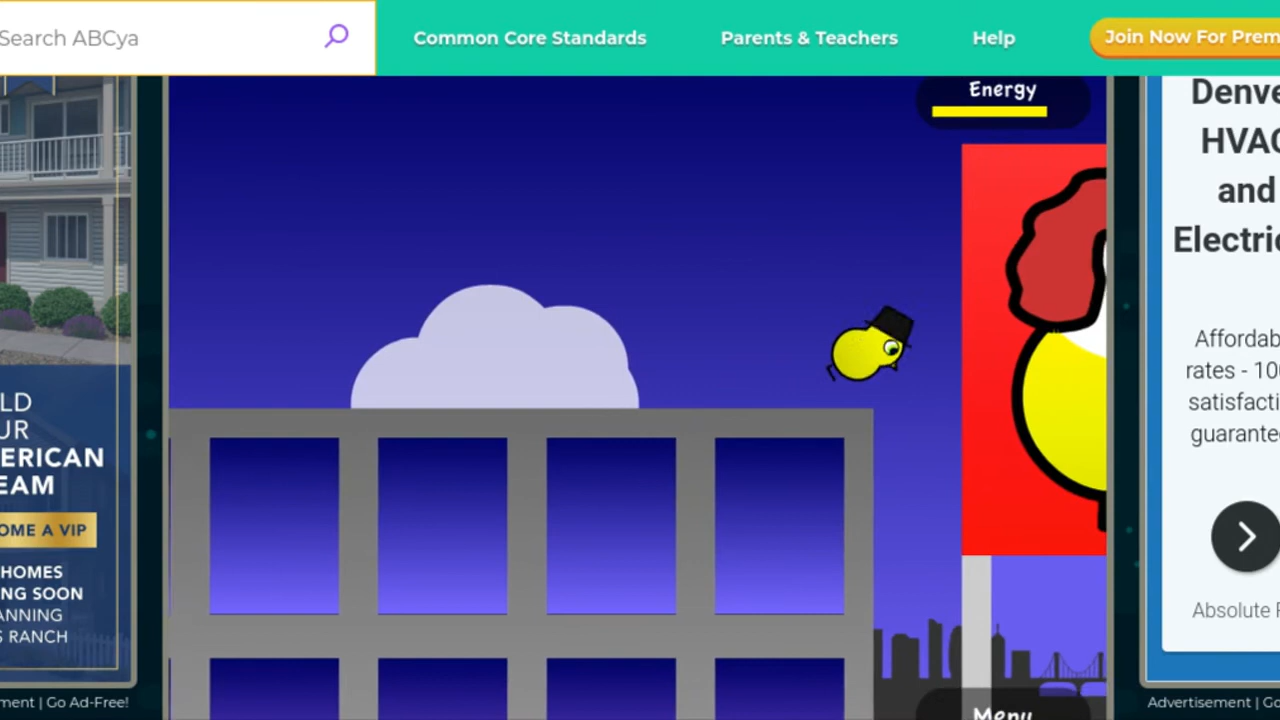 Search ABCya
Common Core Standards
Parents & Teachers
Help
Join Now For Prem
Energy
Menu
LD
UR
ERICAN
EAM
OME A VIP
HOMES
NG SOON
ANNING
S RANCH
ment | Go Ad-Free!
Denve
HVAC
and
Electric
Affordab
rates - 100
satisfacti
guarante
Absolute
Advertisement | Go